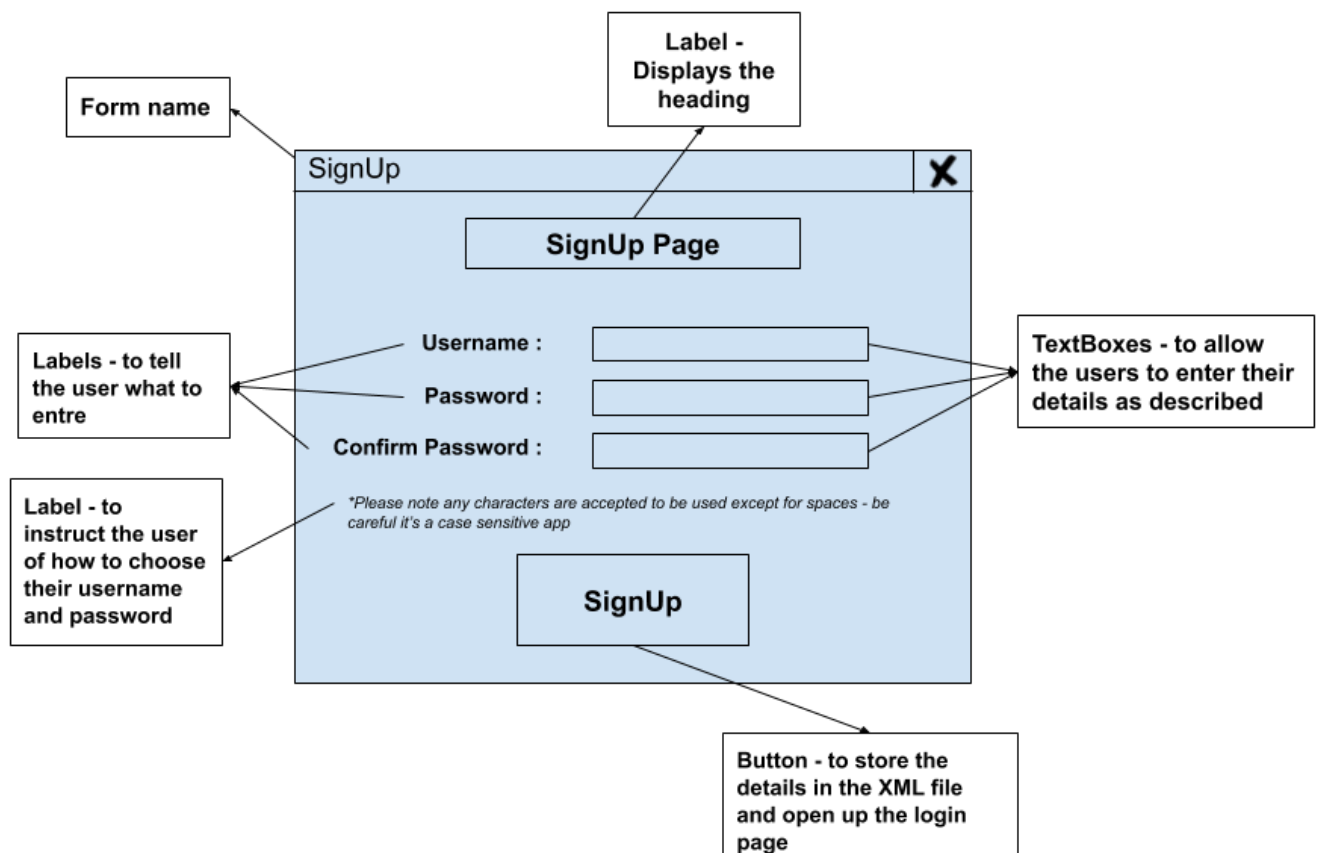 Label -
Displays the
heading
Form name
SignUp
SignUp Page
Username :
Password :
Confirm Password :
*Please note any characters are accepted to be used except for spaces - be
careful it's a case sensitive app
SignUp
Labels - to tell
the user what to
entre
TextBoxes - to allow
the users to enter their
details as described
Label - to
instruct the user
of how to choose
their username
and password
Button - to store the
details in the XML file
and open up the login
page